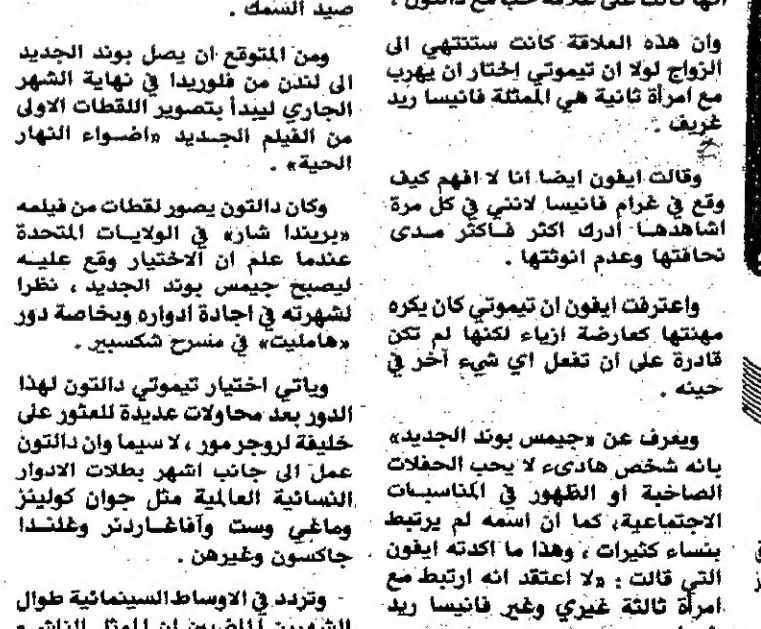 انها كانت على علاقة حب مع دالتون .
وان هذه العلاقة كانت ستنتهي الى
الزواج لولا ان تيموتي إختار ان يهرب
مع امرأة ثانية هي الممثلة فانيسا ريد
غريف .
وقالت ايفون ايضا انا لا افهم كيف
وقع في غرام فانيسا لانني في كل مرة
اشاهدها أدرك اكثر فاكثر مدى
نحافتها وعدم انوثتها .
واعترفت ايفون ان تيموتي كان يكره
مهنتها كعارضة ازياء لكنها لم تكن
قادرة على ان تفعل اي شيء آخر في
حينه .
ويعرف عن «جيمس بوند الجديد»
بانه شخص هادىء لا يحب الحفلات
الصاخبة او الظهور في المناسبات
الاجتماعية، كما ان اسمه لم يرتبط
بنساء كثيرات ، وهذا ما اكدته ايفون
التي قالت : «لا اعتقد انه ارتبط مع
امرأة ثالثة غيري وغير فانيسا ريد
صيد السمك .
ومن المتوقع ان يصل بوند الجديد
الى لندن من فلوريدا في نهاية الشهر
الجاري ليبدأ بتصوير اللقطات الاولى
من الفيلم الجديد «اضواء النهار
الحية» .
وكان دالتون يصور لقطات من فيلمه
«بريندا شار» في الولايات المتحدة
عندما علم ان الاختيار وقع عليه
ليصبح جيمس بوند الجديد ، نظرا
لشهرته في اجادة ادواره وبخاصة دور
«هامليت» في مسرح شكسبير .
وياتي اختيار تيموتي دالتون لهذا
الدور بعد محاولات عديدة للعثور على
خليفة لروجر مور ، لا سيما وان دالتون
عمل الى جانب اشهر بطلات الادوار
النسائية العالمية مثل جوان كولينز
وماغي وست وآفاغاردنر وغلندا
جاكسون وغيرهن .
وتردد في الاوساط السينمائية طوال
الشهرين الماضيين ان الممثل الناشىء